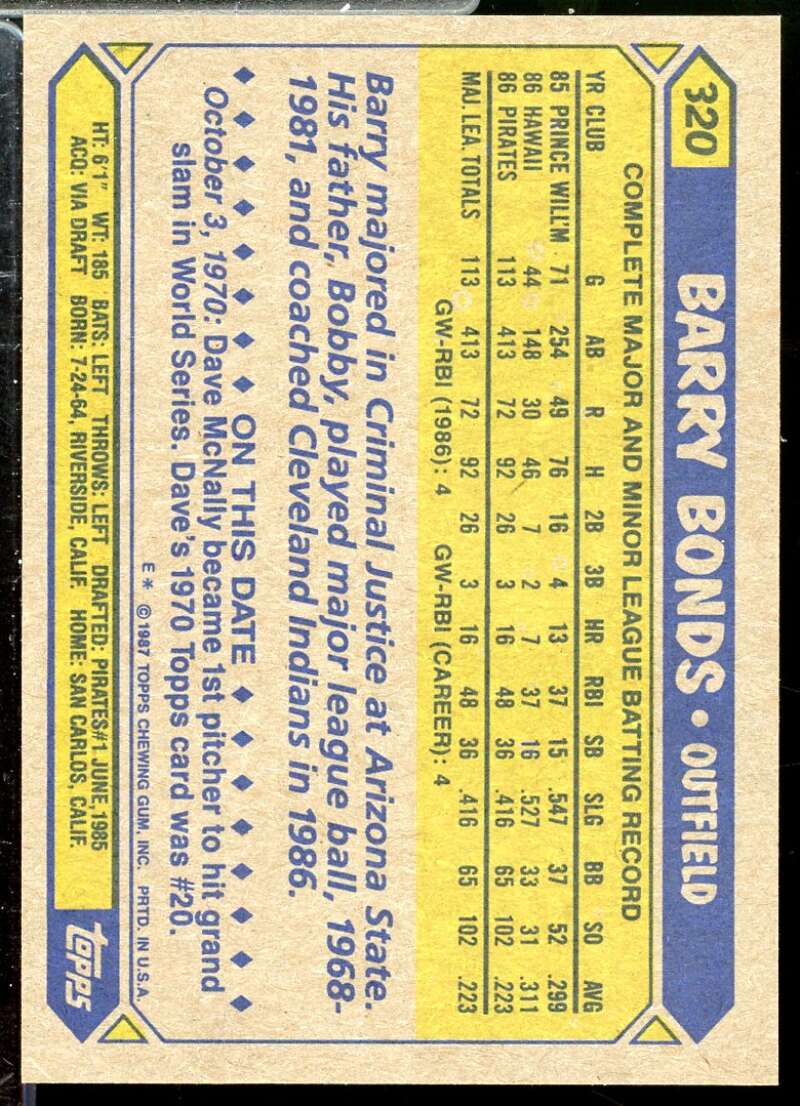 320
BARRY BONDS • OUTFIELD
COMPLETE MAJOR AND MINOR LEAGUE BATTING RECORD
YR CLUB G AB R H 2B 3B HR RBI SB SLG BB SO AVG
85 PRINCE WILL'M 71 254 49 76 16 4 13 37 15 .547 37 52 .299
86 HAWAII 44 148 30 46 7 2 7 37 16 .527 33 31 .311
86 PIRATES 113 413 72 92 26 3 16 48 36 .416 65 102 .223
MAJ. LEA TOTALS 113 413 72 92 26 3 16 48 36 .416 65 102 .223
GW-RBI (1986): 4 GW-RBI (CAREER): 4
Barry majored in Criminal Justice at Arizona State.
His father, Bobby, played major league ball, 1968-
1981, and coached Cleveland Indians in 1986.
◆ ◆ ◆ ◆ ◆ ◆ ◆ ON THIS DATE ◆ ◆ ◆ ◆ ◆ ◆ ◆ ◆
October 3, 1970: Dave McNally became 1st pitcher to hit grand
slam in World Series. Dave's 1970 Topps card was #20.
E* ©1987 TOPPS CHEWING GUM, INC. PRTD. IN U.S.A.
HT: 6'1" WT: 185 BATS: LEFT THROWS: LEFT DRAFTED: PIRATES#1 JUNE, 1985
ACQ: VIA DRAFT BORN: 7-24-64, RIVERSIDE, CALIF. HOME: SAN CARLOS, CALIF.
topps